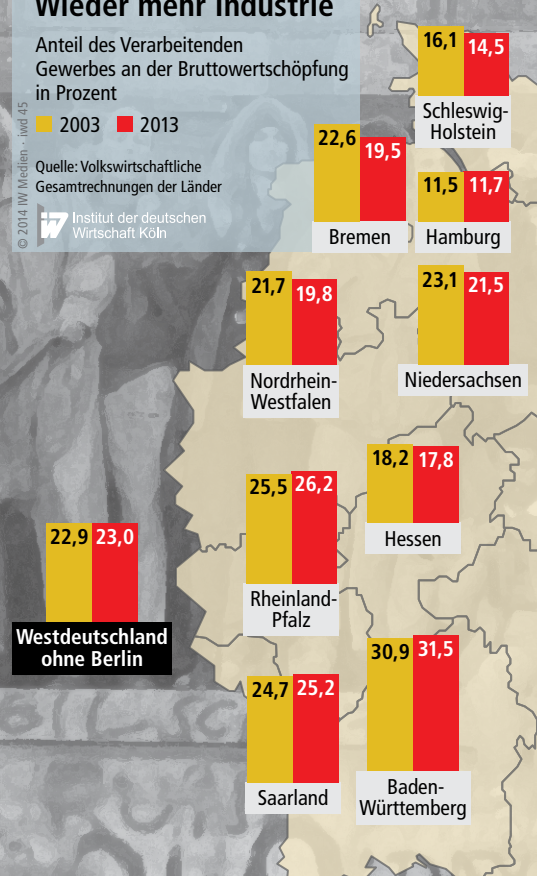 Wieder mehr Industrie
Anteil des Verarbeitenden
Gewerbes an der Bruttowertschöpfung
in Prozent
2003 2013
Quelle: Volkswirtschaftliche
Gesamtrechnungen der Länder
iw Institut der deutschen
Wirtschaft Köln
© 2014 IW Medien · iwd 45
16,1 14,5
Schleswig-
Holstein
22,6 19,5
Bremen
11,5 11,7
Hamburg
21,7 19,8
Nordrhein-
Westfalen
23,1 21,5
Niedersachsen
18,2 17,8
Hessen
25,5 26,2
Rheinland-
Pfalz
22,9 23,0
Westdeutschland
ohne Berlin
30,9 31,5
Baden-
Württemberg
24,7 25,2
Saarland